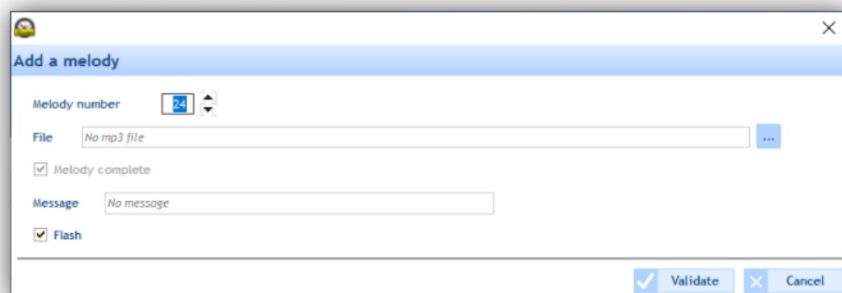 Add a melody
Melody number 24
File No mp3 file ...
Melody complete
Message No message
Flash
Validate Cancel